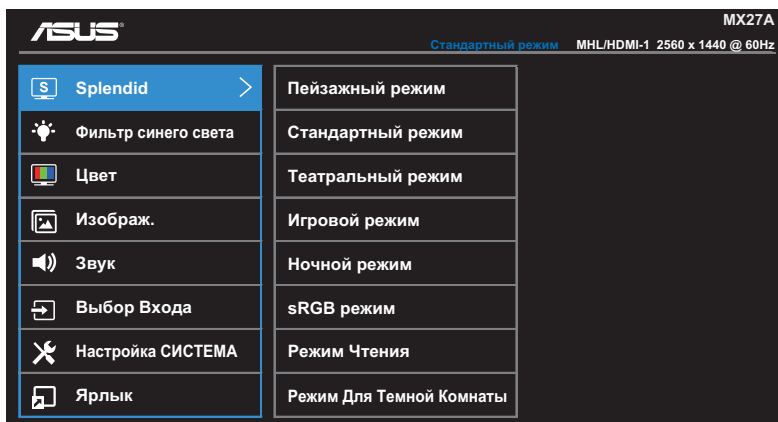 ASUS
MX27A
Стандартный режим MHL/HDMI-1 2560 x 1440 @ 60Hz
S Splendid
Пейзажный режим
Фильтр синего света
Стандартный режим
Цвет
Театральный режим
Изображ.
Игровой режим
Звук
Ночной режим
Выбор Входа
sRGB режим
Настройка СИСТЕМА
Режим Чтения
Ярлык
Режим Для Темной Комнаты